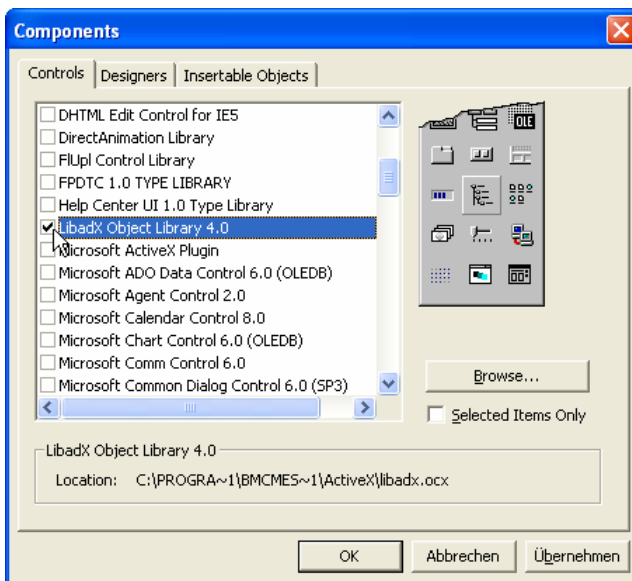 Components
Controls Designers Insertable Objects
DHTML Edit Control for IE5
DirectAnimation Library
FlUpl Control Library
FPDTC 1.0 TYPE LIBRARY
Help Center UI 1.0 Type Library
LibadX Object Library 4.0
Microsoft ActiveX Plugin
Microsoft ADO Data Control 6.0 (OLEDB)
Microsoft Agent Control 2.0
Microsoft Calendar Control 8.0
Microsoft Chart Control 6.0 (OLEDB)
Microsoft Comm Control 6.0
Microsoft Common Dialog Control 6.0 (SP3)
OLE
Browse...
Selected Items Only
LibadX Object Library 4.0
Location: C:\PROGRA~1\BMCMES~1\ActiveX\libadx.ocx
OK Abbrechen Übernehmen